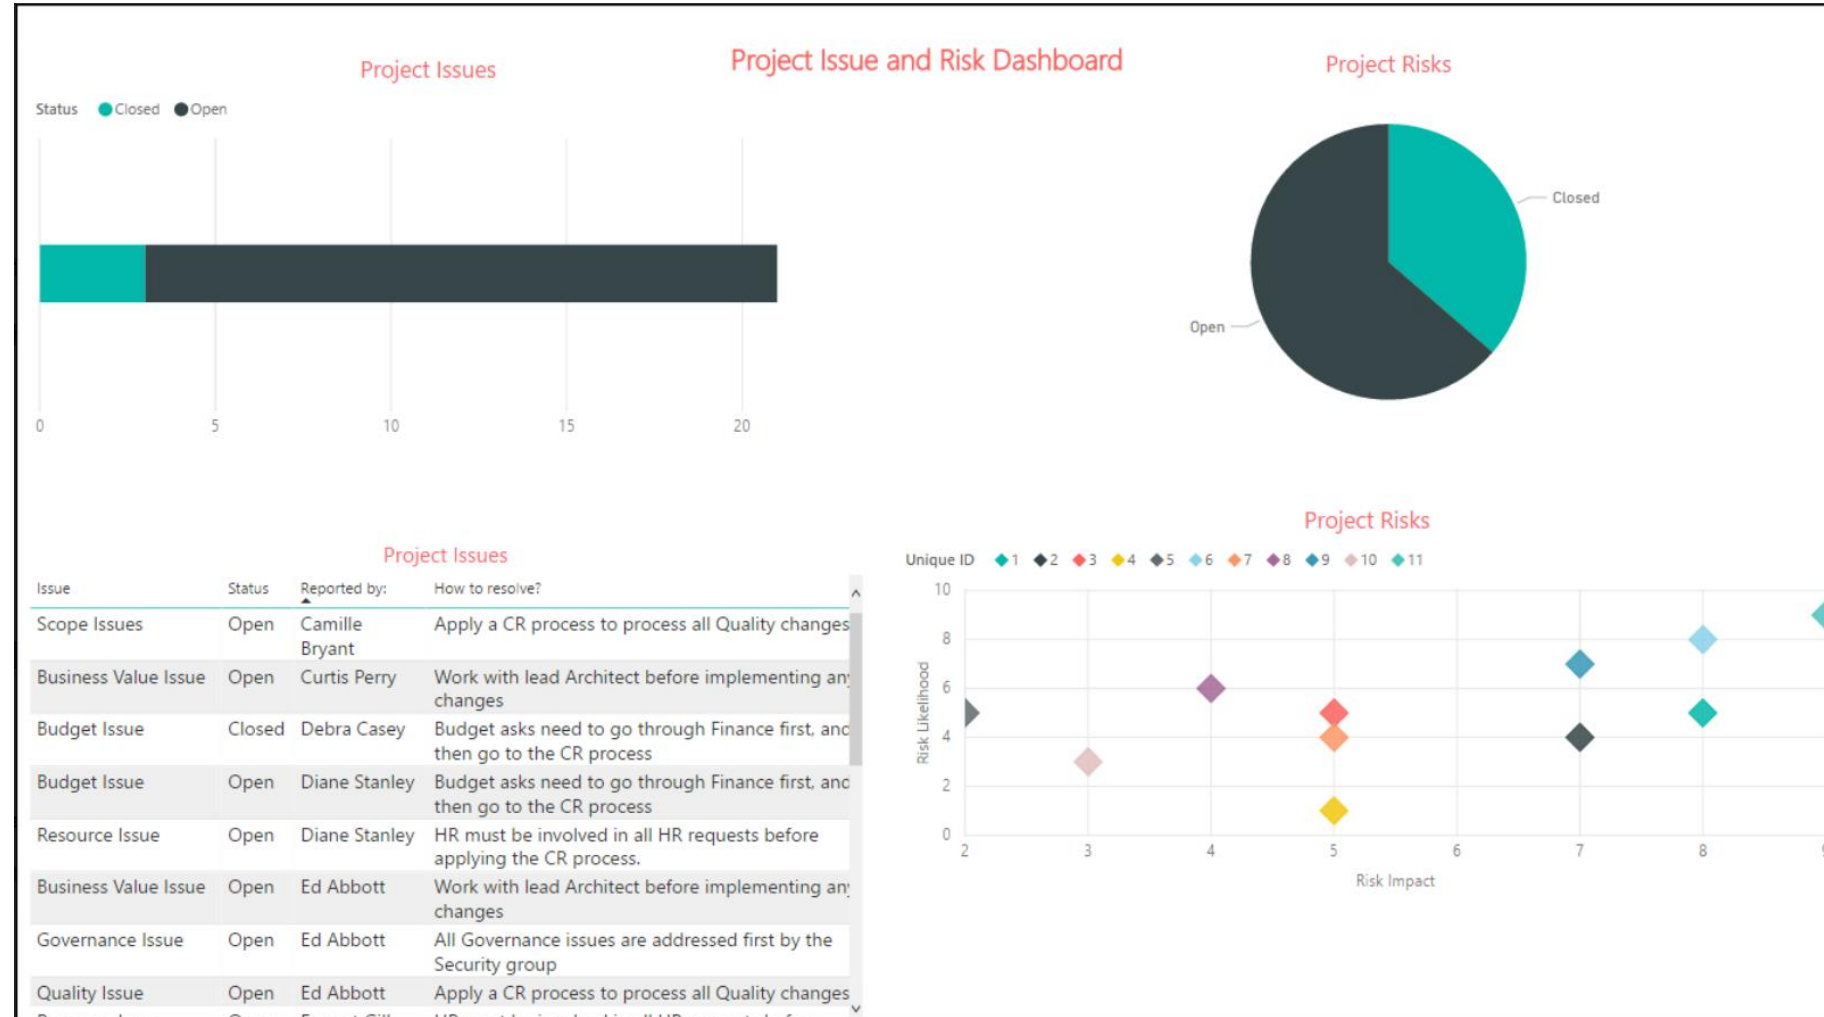 Project Issue and Risk Dashboard
Project Issues
Status Closed Open
0 5 10 15 20
Project Risks
Closed
Open
Project Issues
Issue Status Reported by: How to resolve?
Scope Issues Open Camille Apply a CR process to process all Quality changes
Bryant
Business Value Issue Open Curtis Perry Work with lead Architect before implementing any
changes
Budget Issue Closed Debra Casey Budget asks need to go through Finance first, and
then go to the CR process
Budget Issue Open Diane Stanley Budget asks need to go through Finance first, and
then go to the CR process
Resource Issue Open Diane Stanley HR must be involved in all HR requests before
applying the CR process.
Business Value Issue Open Ed Abbott Work with lead Architect before implementing any
changes
Governance Issue Open Ed Abbott All Governance issues are addressed first by the
Security group
Quality Issue Open Ed Abbott Apply a CR process to process all Quality changes
Project Risks
Unique ID 1 2 3 4 5 6 7 8 9 10 11
Risk Likelihood
10
8
6
4
2
0
2 3 4 5 6 7 8
Risk Impact